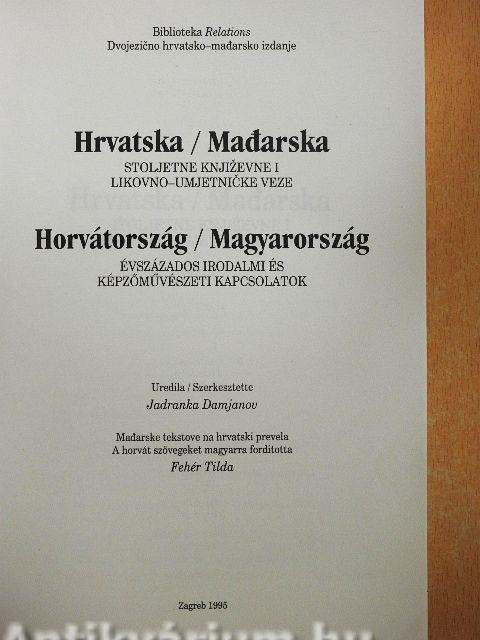 Biblioteka Relations
Dvojezično hrvatsko–mađarsko izdanje
Hrvatska / Mađarska
STOLJETNE KNJIŽEVNE I
LIKOVNO–UMJETNIČKE VEZE
Horvátország / Magyarország
ÉVSZÁZADOS IRODALMI ÉS
KÉPZŐMŰVÉSZETI KAPCSOLATOK
Uredila / Szerkesztette
Jadranka Damjanov
Mađarske tekstove na hrvatski prevela
A horvát szövegeket magyarra fordította
Fehér Tilda
Zagreb 1995
Antikvárium.hu